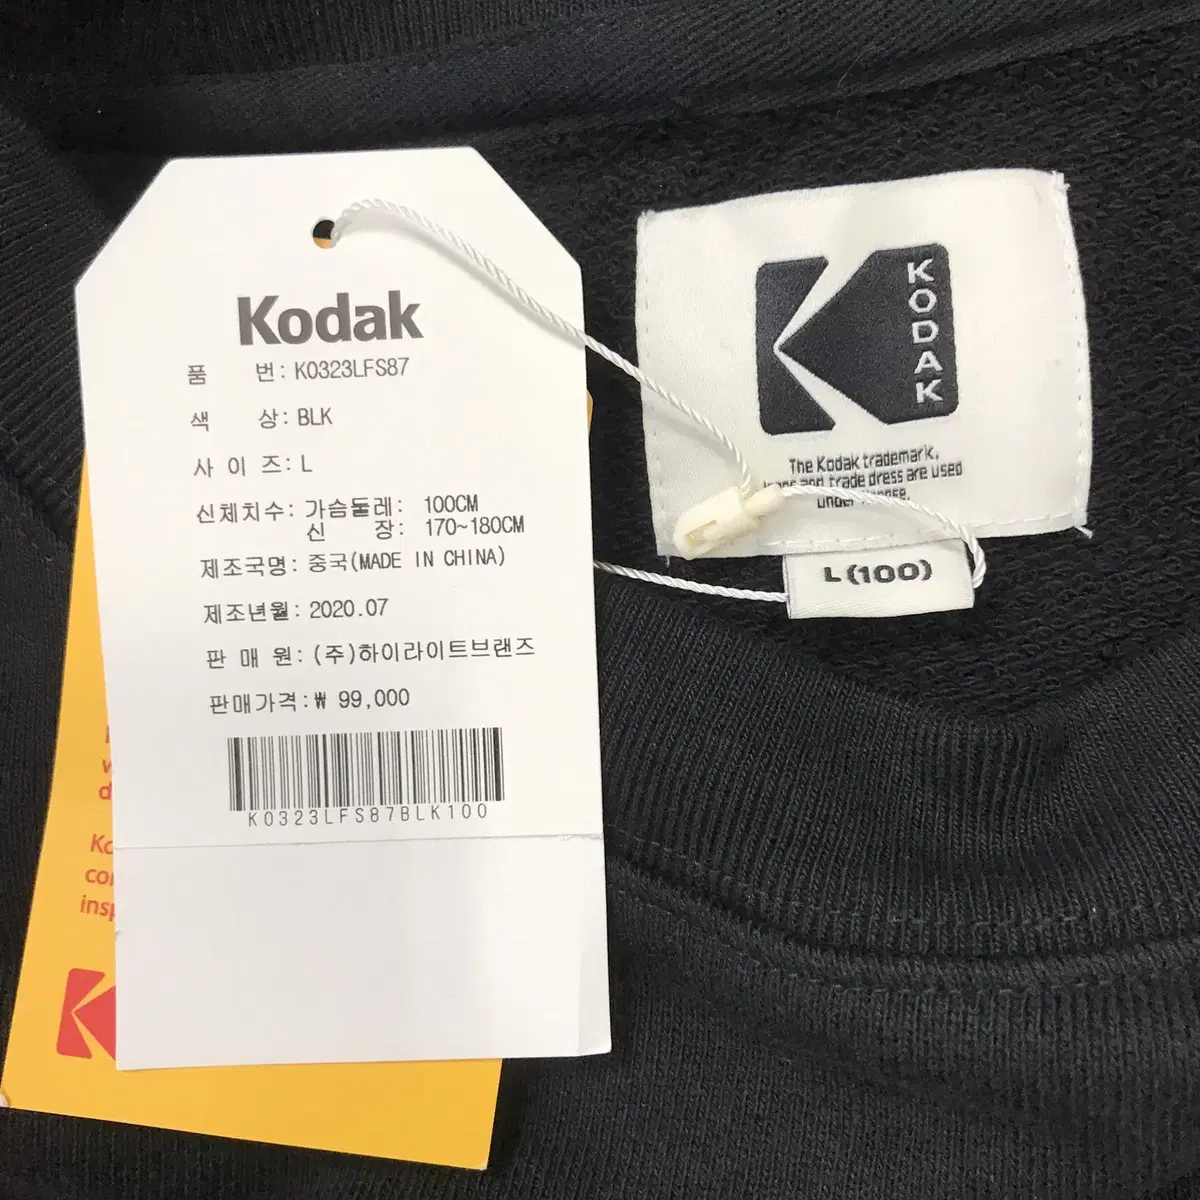 Kodak
품 번: K0323LFS87
색 상: BLK
사 이 즈: L
신체치수: 가슴둘레: 100CM
신 장: 170~180CM
제조국명: 중국(MADE IN CHINA)
제조년월: 2020.07
판 매 원: (주)하이라이트브랜즈
판매가격:₩ 99,000
K0323LFS87BLK100
KODAK
The Kodak trademark,
and trade dress are used
under
L(100)